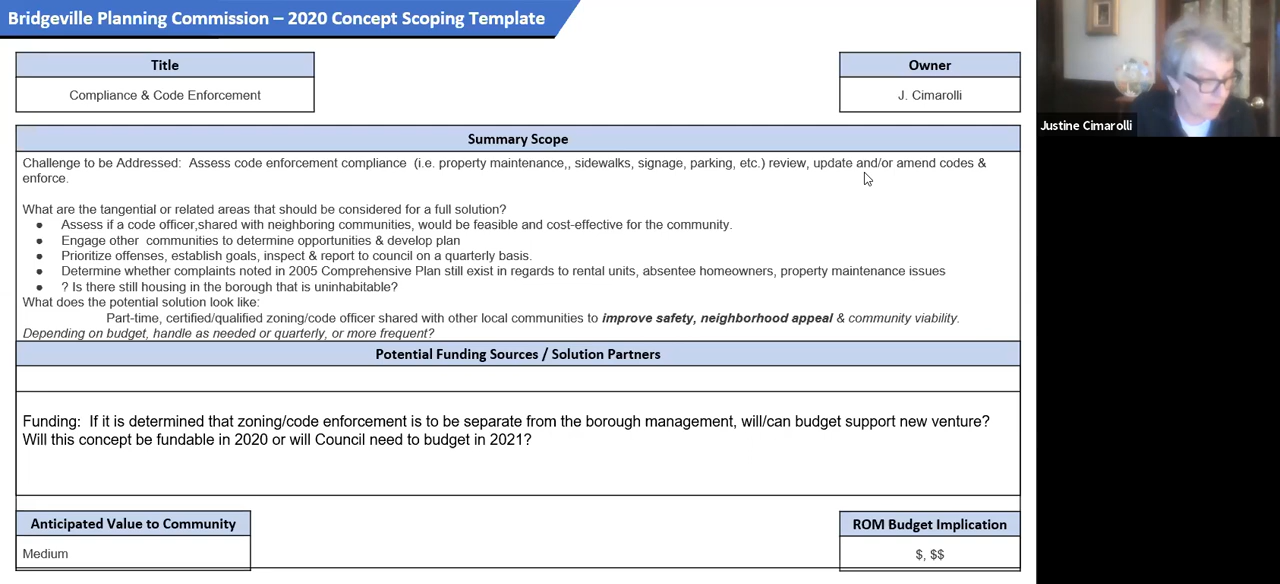 Bridgeville Planning Commission – 2020 Concept Scoping Template
Title
Owner
Compliance & Code Enforcement
J. Cimarolli
Justine Cimarolli
Summary Scope
Challenge to be Addressed: Assess code enforcement compliance (i.e. property maintenance,, sidewalks, signage, parking, etc.) review, update and/or amend codes &
enforce.
What are the tangential or related areas that should be considered for a full solution?
● Assess if a code officer,shared with neighboring communities, would be feasible and cost-effective for the community.
● Engage other communities to determine opportunities & develop plan
● Prioritize offenses, establish goals, inspect & report to council on a quarterly basis.
● Determine whether complaints noted in 2005 Comprehensive Plan still exist in regards to rental units, absentee homeowners, property maintenance issues
● ? Is there still housing in the borough that is uninhabitable?
What does the potential solution look like:
Part-time, certified/qualified zoning/code officer shared with other local communities to improve safety, neighborhood appeal & community viability.
Depending on budget, handle as needed or quarterly, or more frequent?
Potential Funding Sources / Solution Partners
Funding: If it is determined that zoning/code enforcement is to be separate from the borough management, will/can budget support new venture?
Will this concept be fundable in 2020 or will Council need to budget in 2021?
Anticipated Value to Community
ROM Budget Implication
Medium
$, $$